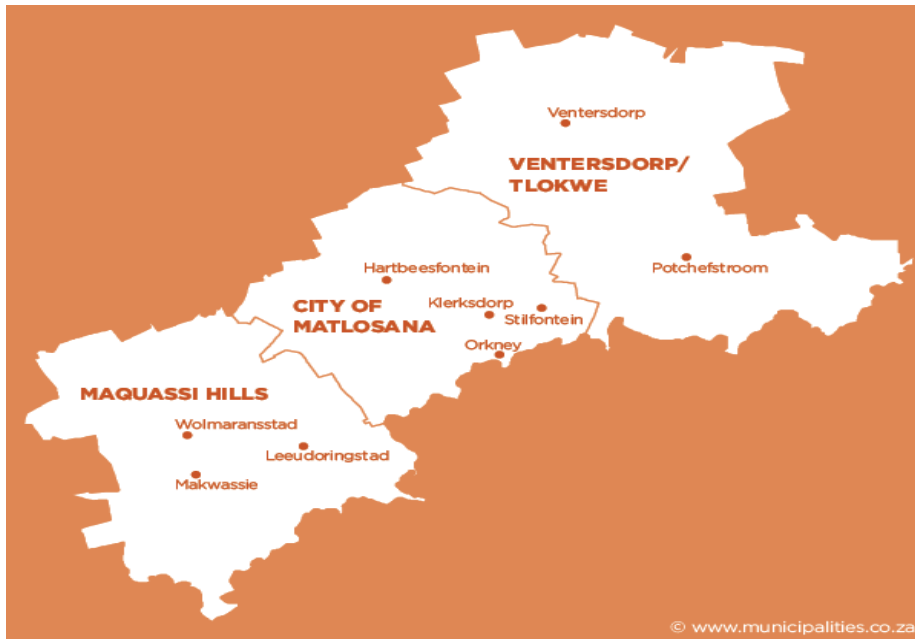 Ventersdorp
VENTERSDORP/
TLOKWE
Hartbeesfontein
Potchefstroom
Klerksdorp
CITY OF
MATLOSANA
Stilfontein
Orkney
MAQUASSI HILLS
Wolmaransstad
Leeudoringstad
Makwassie
© www.municipalities.co.za